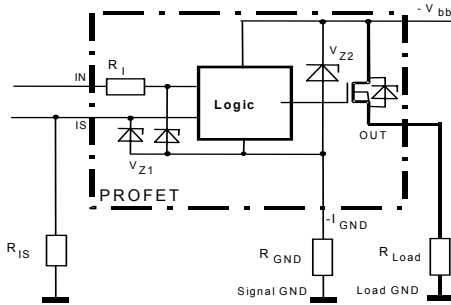 - V bb
V Z2
R I
IN
Logic
IS
OUT
V Z1
PROFET
-I GND
R IS
R GND
R Load
Signal GND
Load GND